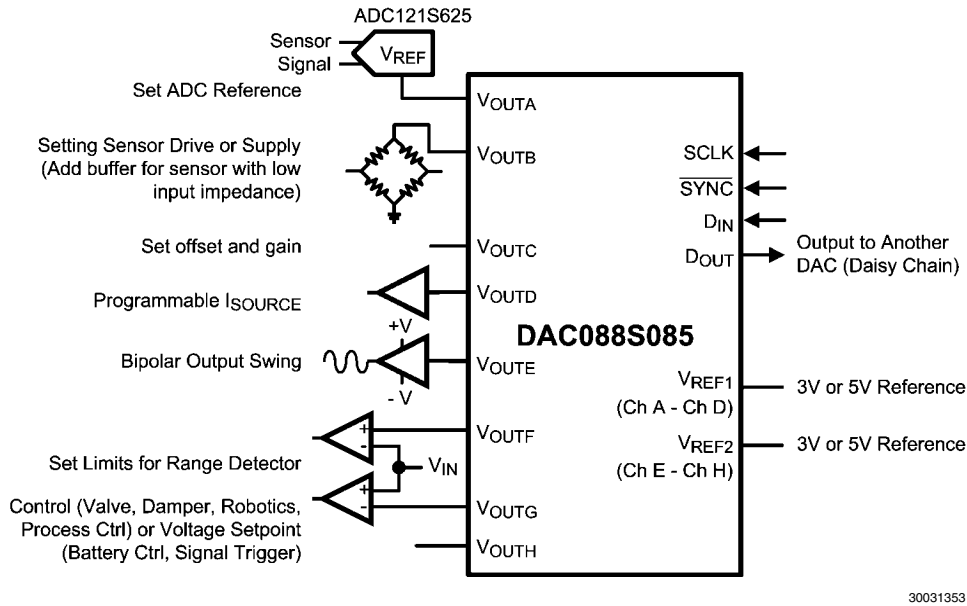 ADC121S625
Sensor
Signal
VREF
Set ADC Reference
VOUTA
Setting Sensor Drive or Supply
(Add buffer for sensor with low
input impedance)
VOUTB
Set offset and gain
VOUTC
Programmable ISOURCE
VOUTD
+V
Bipolar Output Swing
- V
VOUTE
+
-
VOUTF
Set Limits for Range Detector
VIN
+
-
Control (Valve, Damper, Robotics,
Process Ctrl) or Voltage Setpoint
(Battery Ctrl, Signal Trigger)
VOUTG
VOUTH
DAC088S085
SCLK
SYNC
DIN
DOUT
Output to Another
DAC (Daisy Chain)
VREF1
(Ch A - Ch D)
3V or 5V Reference
VREF2
(Ch E - Ch H)
3V or 5V Reference
30031353